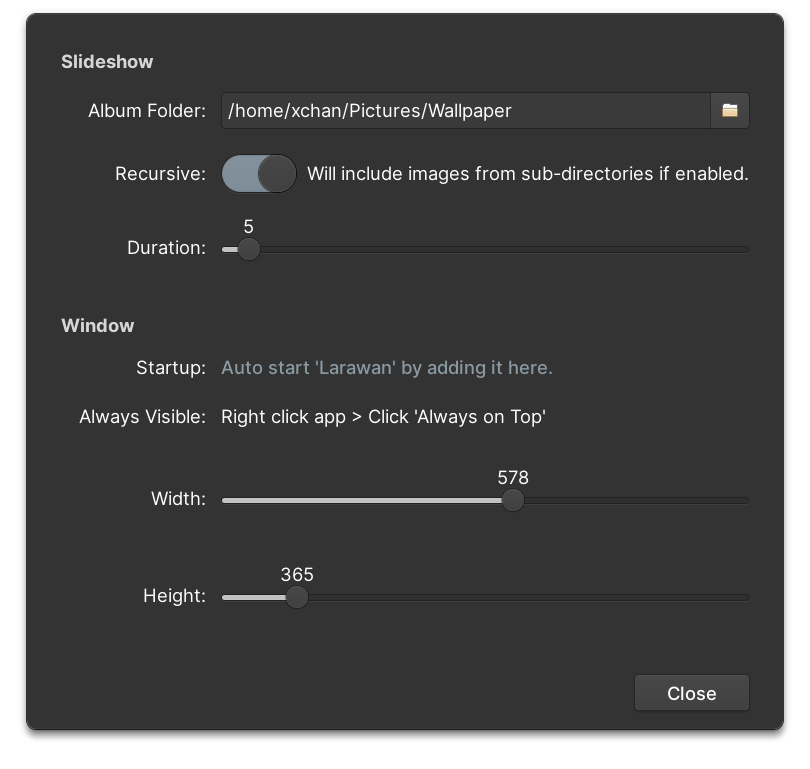 Slideshow
Album Folder: /home/xchan/Pictures/Wallpaper
Recursive: Will include images from sub-directories if enabled.
5
Duration:
Window
Startup: Auto start 'Larawan' by adding it here.
Always Visible: Right click app > Click 'Always on Top'
578
Width:
365
Height:
Close